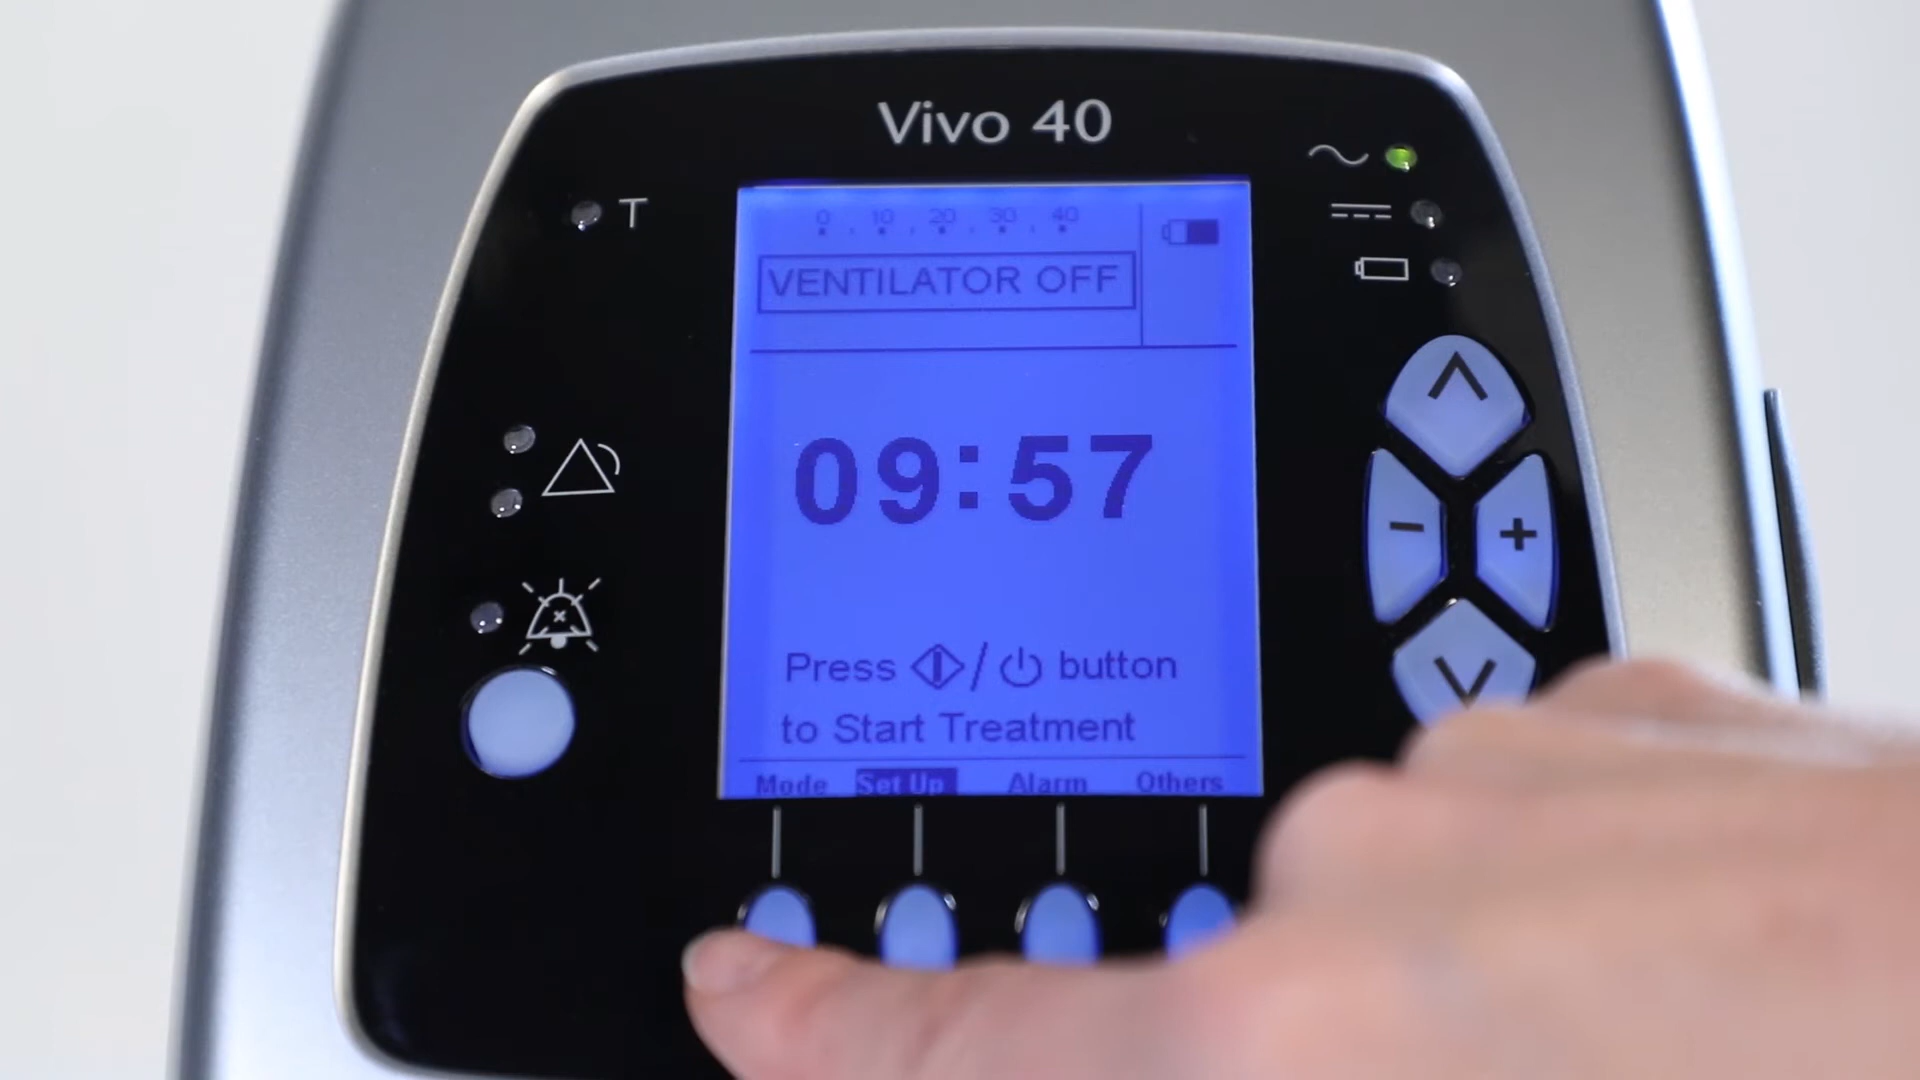 Vivo 40
T
0 10 20 30 40
VENTILATOR OFF
09:57
Press / button
to Start Treatment
Mode Set Up Alarm Others
- +